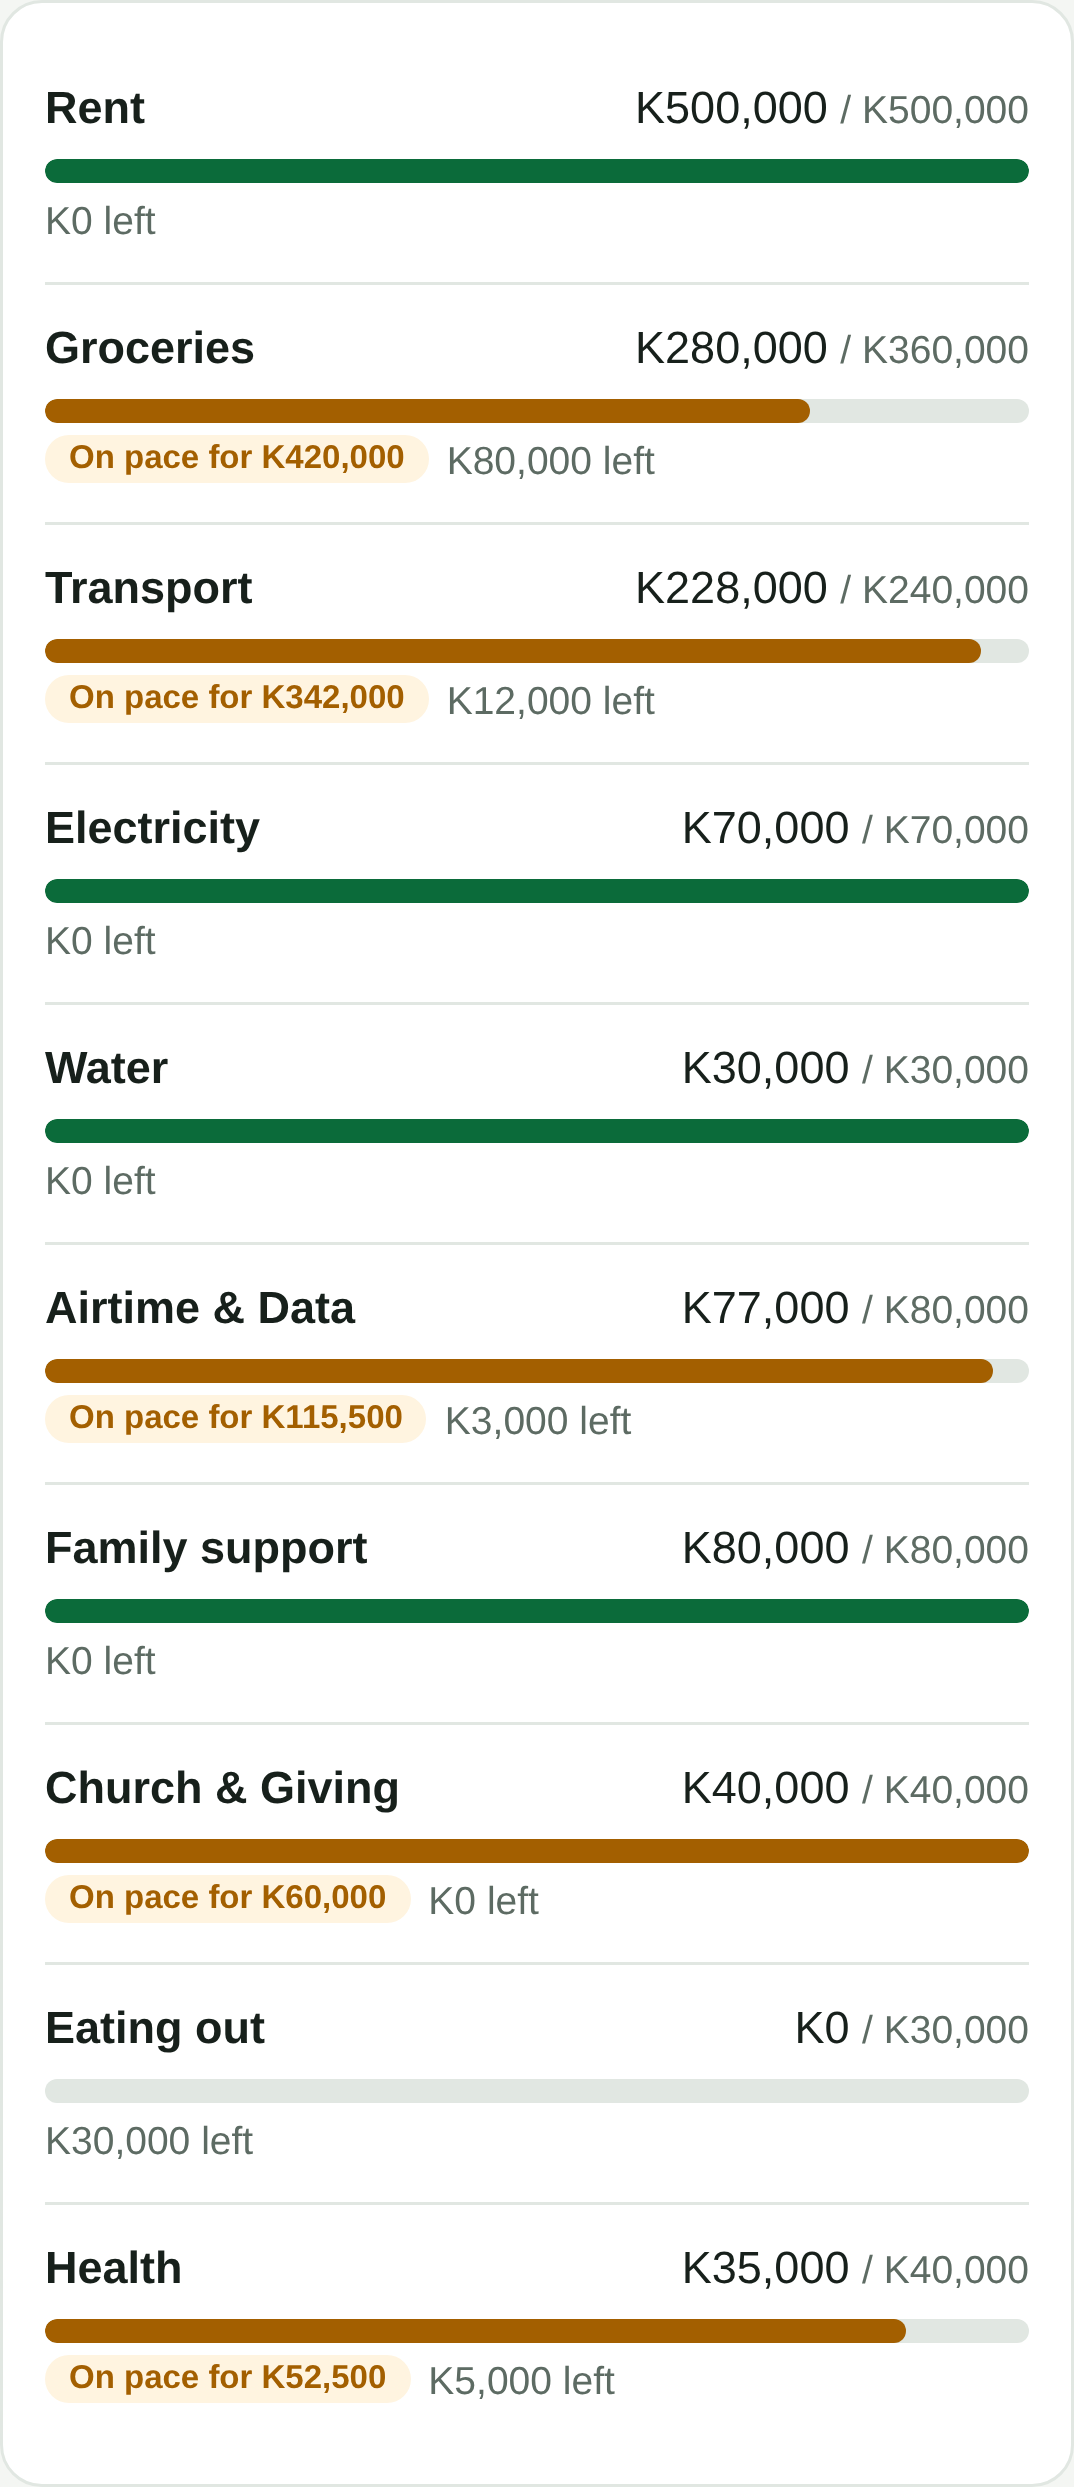 Rent K500,000 / K500,000
K0 left
Groceries K280,000 / K360,000
On pace for K420,000 K80,000 left
Transport K228,000 / K240,000
On pace for K342,000 K12,000 left
Electricity K70,000 / K70,000
K0 left
Water K30,000 / K30,000
K0 left
Airtime & Data K77,000 / K80,000
On pace for K115,500 K3,000 left
Family support K80,000 / K80,000
K0 left
Church & Giving K40,000 / K40,000
On pace for K60,000 K0 left
Eating out K0 / K30,000
K30,000 left
Health K35,000 / K40,000
On pace for K52,500 K5,000 left